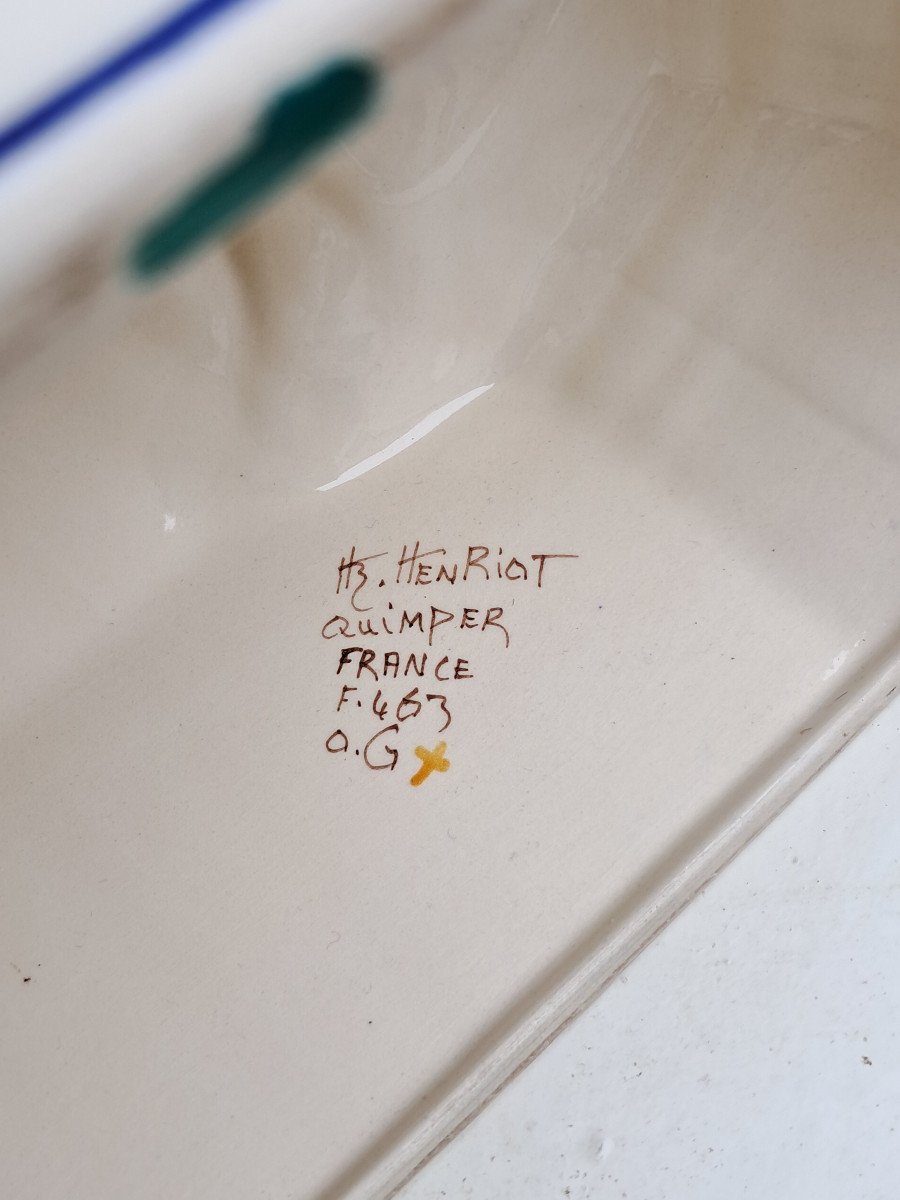 HB. HENRIOT
QUIMPER
FRANCE
F.463
O.G